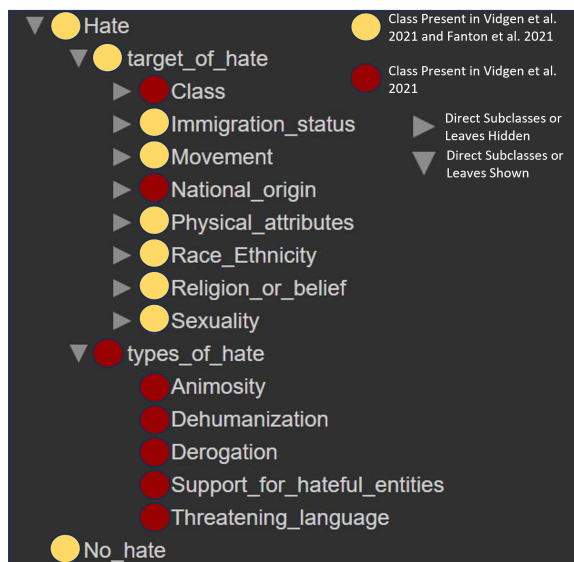 Hate
target_of_hate
Class
Immigration_status
Movement
National_origin
Physical_attributes
Race_Ethnicity
Religion_or_belief
Sexuality
types_of_hate
Animosity
Dehumanization
Derogation
Support_for_hateful_entities
Threatening_language
No_hate
Class Present in Vidgen et al.
2021 and Fanton et al. 2021
Class Present in Vidgen et al.
2021
Direct Subclasses or
Leaves Hidden
Direct Subclasses or
Leaves Shown